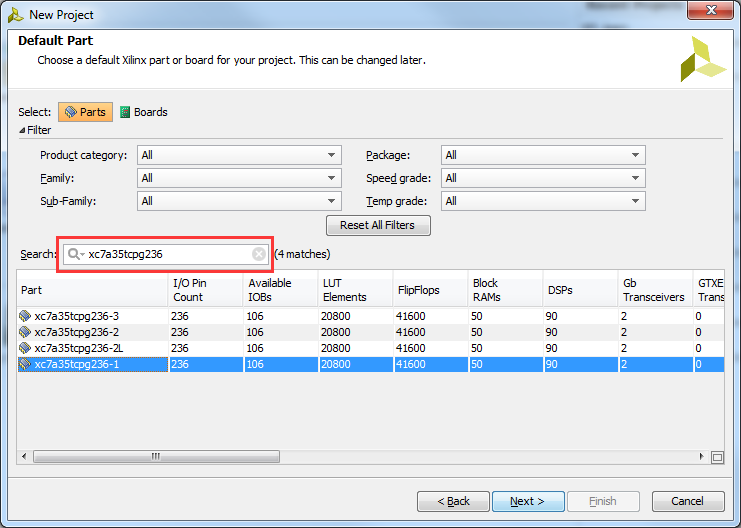 New Project
Default Part
Choose a default Xilinx part or board for your project. This can be changed later.
Select: Parts Boards
Filter
Product category: All Package: All
Family: All Speed grade: All
Sub-Family: All Temp grade: All
Reset All Filters
Search: xc7a35tcpg236 (4 matches)
Part I/O Pin Count Available IOBs LUT Elements FlipFlops Block RAMs DSPs Gb Transceivers GTXE Trans
xc7a35tcpg236-3 236 106 20800 41600 50 90 2 0
xc7a35tcpg236-2 236 106 20800 41600 50 90 2 0
xc7a35tcpg236-2L 236 106 20800 41600 50 90 2 0
xc7a35tcpg236-1 236 106 20800 41600 50 90 2 0
< Back Next > Finish Cancel